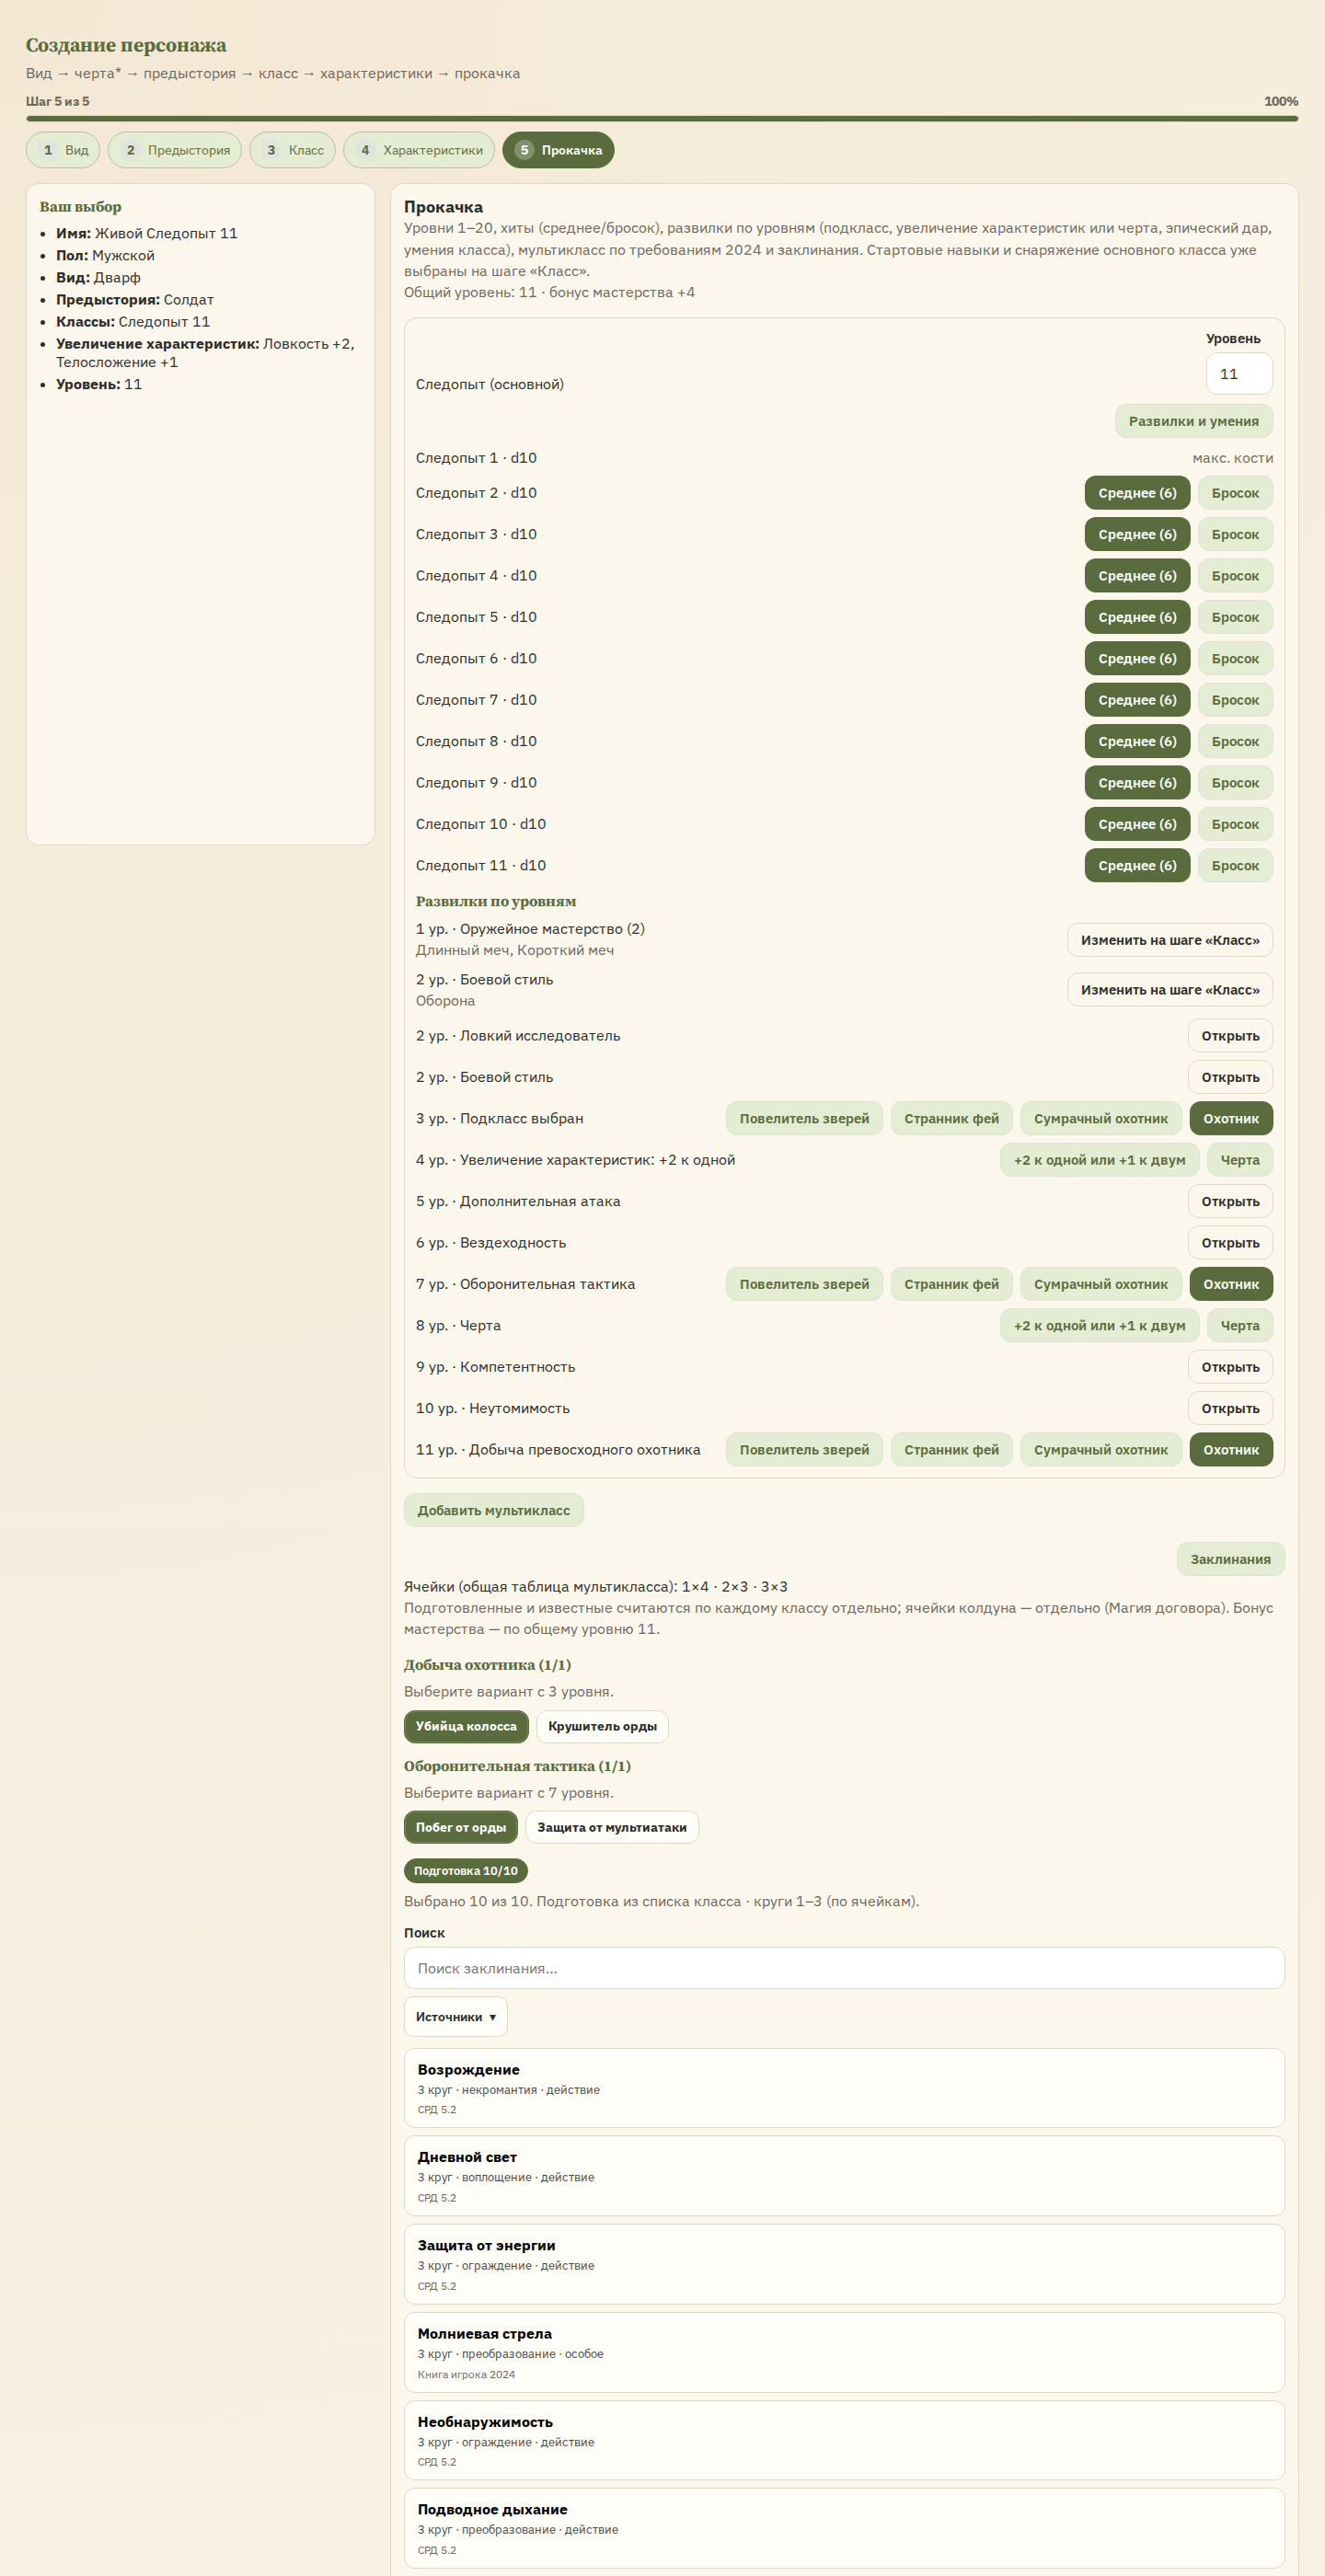 Создание персонажа
Вид → черта* → предыстория → класс → характеристики → прокачка
Шаг 5 из 5 100%
1 Вид 2 Предыстория 3 Класс 4 Характеристики 5 Прокачка
Ваш выбор
Имя: Живой Следопыт 11
Пол: Мужской
Вид: Дварф
Предыстория: Солдат
Классы: Следопыт 11
Увеличение характеристик: Ловкость +2,
Телосложение +1
Уровень: 11
Прокачка
Уровни 1–20, хиты (среднее/бросок), развилки по уровням (подкласс, увеличение характеристик или черта, эпический дар,
умения класса), мультикласс по требованиям 2024 и заклинания. Стартовые навыки и снаряжение основного класса уже
выбраны на шаге «Класс».
Общий уровень: 11 · бонус мастерства +4
Уровень
Следопыт (основной) 11
Развилки и умения
Следопыт 1 · d10 макс. кости
Следопыт 2 · d10 Среднее (6) Бросок
Следопыт 3 · d10 Среднее (6) Бросок
Следопыт 4 · d10 Среднее (6) Бросок
Следопыт 5 · d10 Среднее (6) Бросок
Следопыт 6 · d10 Среднее (6) Бросок
Следопыт 7 · d10 Среднее (6) Бросок
Следопыт 8 · d10 Среднее (6) Бросок
Следопыт 9 · d10 Среднее (6) Бросок
Следопыт 10 · d10 Среднее (6) Бросок
Следопыт 11 · d10 Среднее (6) Бросок
Развилки по уровням
1 ур. · Оружейное мастерство (2)
Длинный меч, Короткий меч
Изменить на шаге «Класс»
2 ур. · Боевой стиль
Оборона
Изменить на шаге «Класс»
2 ур. · Ловкий исследователь Открыть
2 ур. · Боевой стиль Открыть
3 ур. · Подкласс выбран Повелитель зверей Странник фей Сумрачный охотник Охотник
4 ур. · Увеличение характеристик: +2 к одной +2 к одной или +1 к двум Черта
5 ур. · Дополнительная атака Открыть
6 ур. · Вездеходность Открыть
7 ур. · Оборонительная тактика Повелитель зверей Странник фей Сумрачный охотник Охотник
8 ур. · Черта +2 к одной или +1 к двум Черта
9 ур. · Компетентность Открыть
10 ур. · Неутомимость Открыть
11 ур. · Добыча превосходного охотника Повелитель зверей Странник фей Сумрачный охотник Охотник
Добавить мультикласс
Заклинания
Ячейки (общая таблица мультикласса): 1×4 · 2×3 · 3×3
Подготовленные и известные считаются по каждому классу отдельно; ячейки колдуна — отдельно (Магия договора). Бонус
мастерства — по общему уровню 11.
Добыча охотника (1/1)
Выберите вариант с 3 уровня.
Убийца колосса Крушитель орды
Оборонительная тактика (1/1)
Выберите вариант с 7 уровня.
Побег от орды Защита от мультиатаки
Подготовка 10/10
Выбрано 10 из 10. Подготовка из списка класса · круги 1–3 (по ячейкам).
Поиск
Поиск заклинания...
Источники ▾
Возрождение
3 круг · некромантия · действие
СРД 5.2
Дневной свет
3 круг · воплощение · действие
СРД 5.2
Защита от энергии
3 круг · ограждение · действие
СРД 5.2
Молниевая стрела
3 круг · преобразование · особое
Книга игрока 2024
Необнаружимость
3 круг · ограждение · действие
СРД 5.2
Подводное дыхание
3 круг · преобразование · действие
СРД 5.2